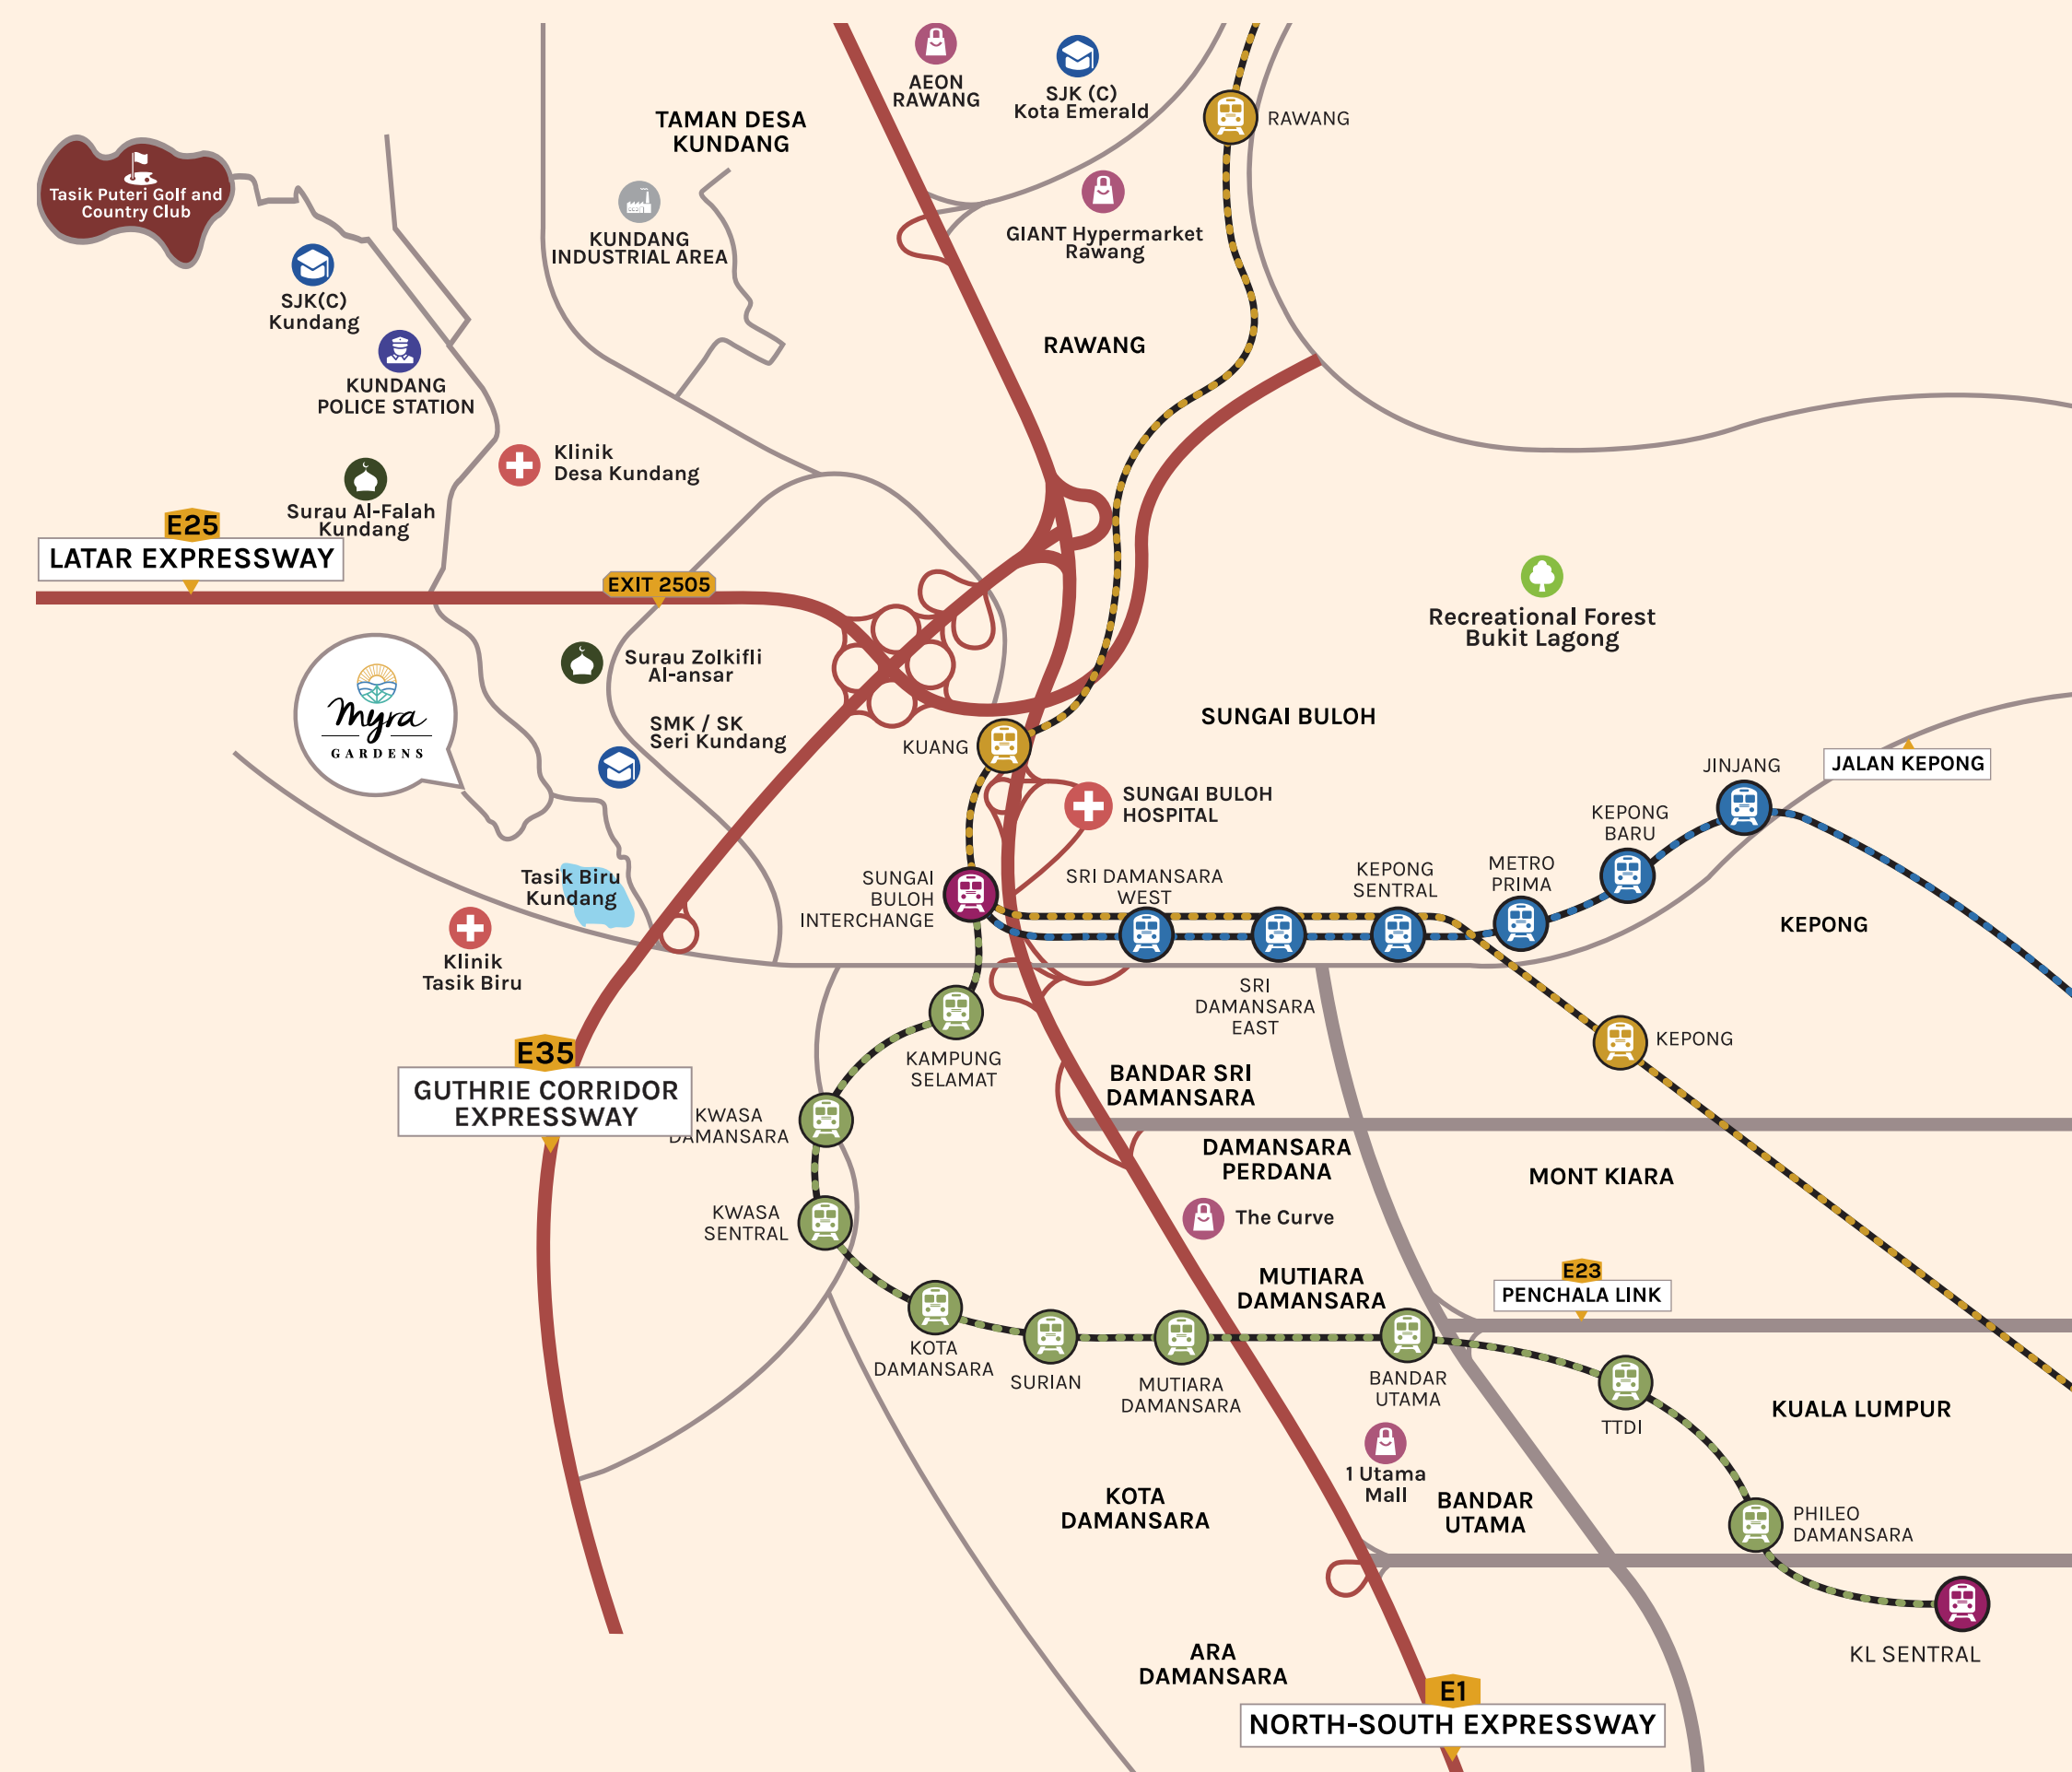 AEON
RAWANG
SJK (C)
Kota Emerald
RAWANG
TAMAN DESA
KUNDANG
Tasik Puteri Golf and
Country Club
KUNDANG
INDUSTRIAL AREA
GIANT Hypermarket
Rawang
SJK(C)
Kundang
RAWANG
KUNDANG
POLICE STATION
Klinik
Desa Kundang
Surau Al-Falah
Kundang
E25
LATAR EXPRESSWAY
EXIT 2505
Recreational Forest
Bukit Lagong
Surau Zolkifli
Al-ansar
myra
GARDENS
SMK / SK
Seri Kundang
SUNGAI BULOH
KUANG
JALAN KEPONG
JINJANG
SUNGAI BULOH
HOSPITAL
KEPONG
BARU
METRO
PRIMA
KEPONG
SENTRAL
SRI DAMANSARA
WEST
SUNGAI
BULOH
INTERCHANGE
Tasik Biru
Kundang
KEPONG
Klinik
Tasik Biru
SRI
DAMANSARA
EAST
KEPONG
KAMPUNG
SELAMAT
E35
GUTHRIE CORRIDOR
EXPRESSWAY
BANDAR SRI
DAMANSARA
KWASA
DAMANSARA
DAMANSARA
PERDANA
MONT KIARA
KWASA
SENTRAL
The Curve
MUTIARA
DAMANSARA
E23
PENCHALA LINK
KOTA
DAMANSARA
SURIAN
MUTIARA
DAMANSARA
BANDAR
UTAMA
TTDI
KUALA LUMPUR
1 Utama
Mall
KOTA
DAMANSARA
BANDAR
UTAMA
PHILEO
DAMANSARA
KL SENTRAL
ARA
DAMANSARA
E1
NORTH-SOUTH EXPRESSWAY